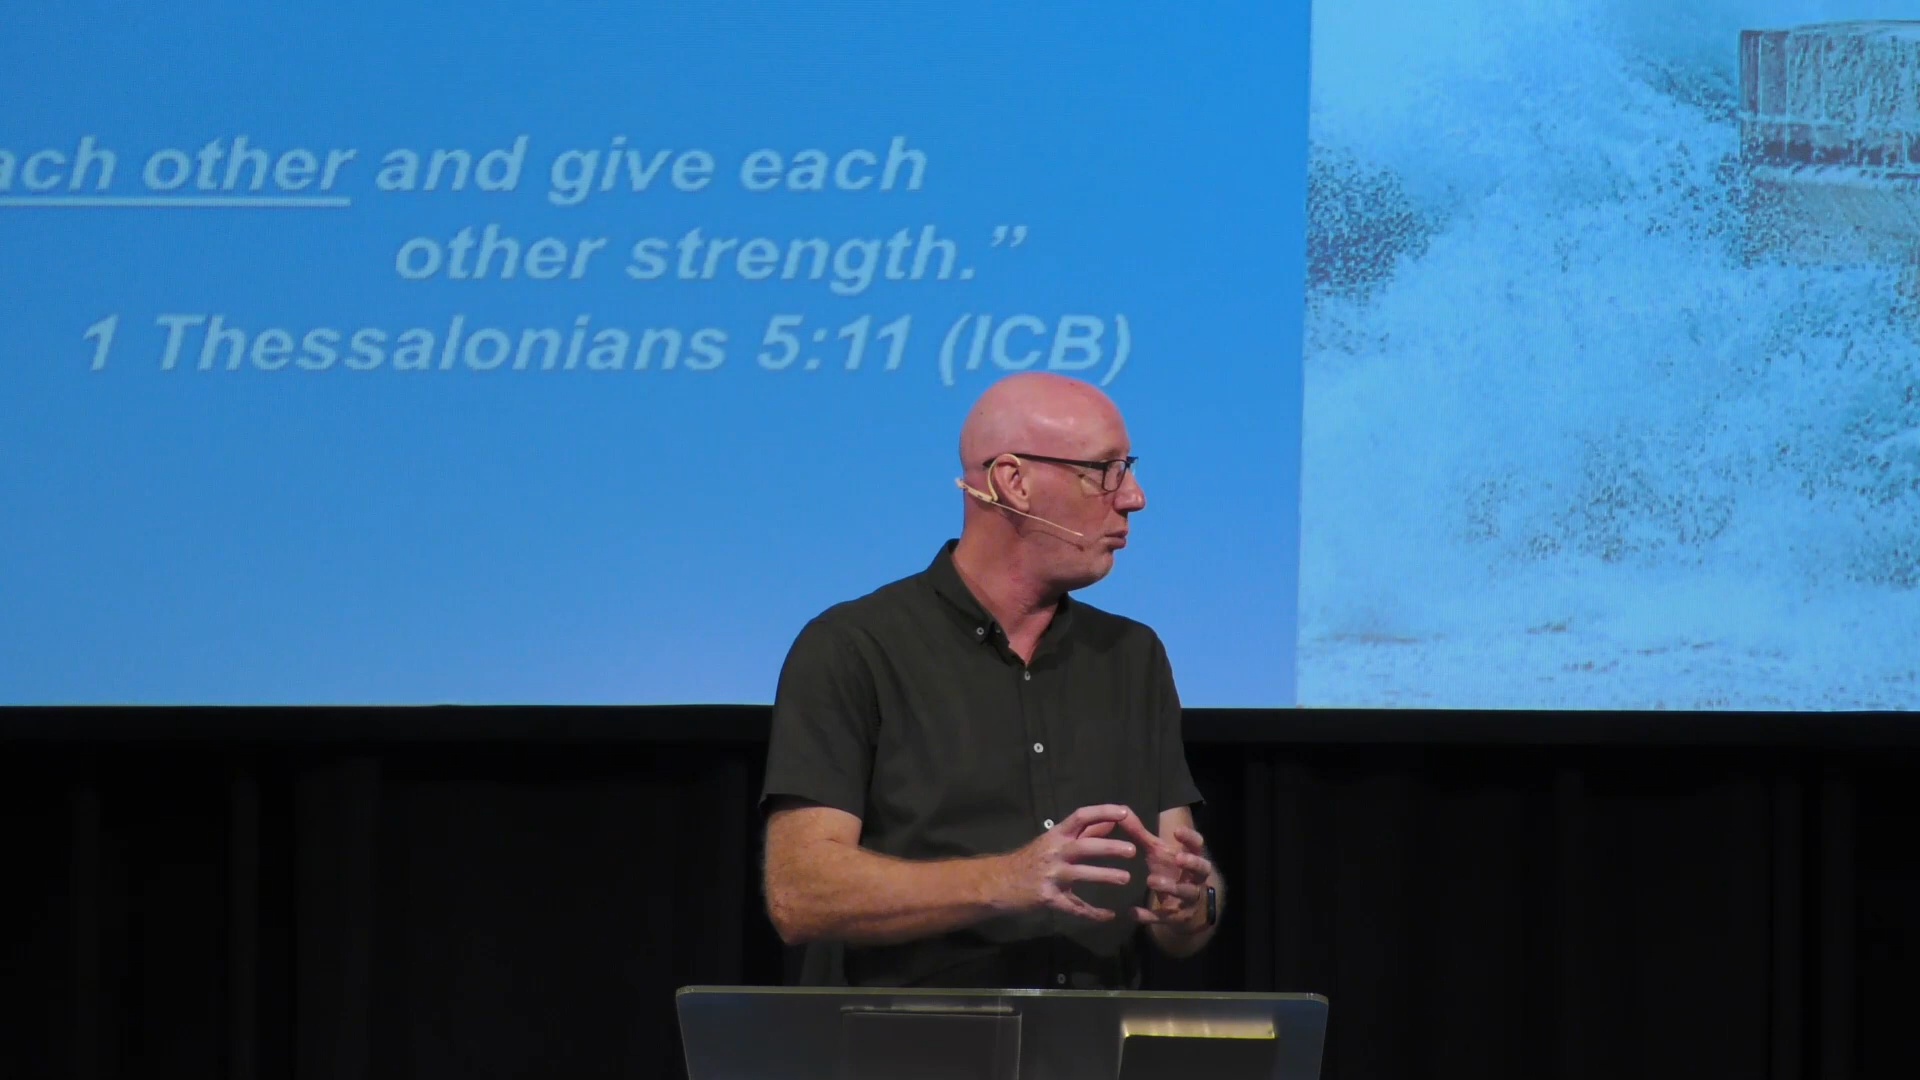 ach other and give each
other strength.”
1 Thessalonians 5:11 (ICB)